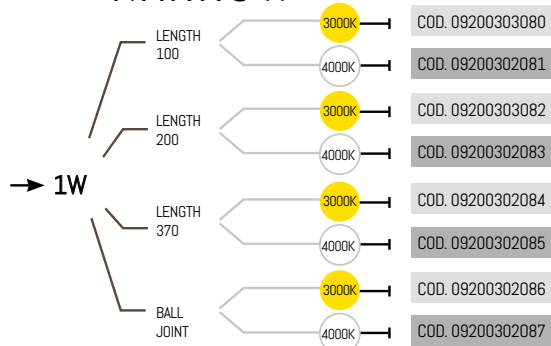 LENGTH
100
3000K
COD. 09200303080
4000K
COD. 09200302081
LENGTH
200
3000K
COD. 09200303082
4000K
COD. 09200302083
1W
LENGTH
370
3000K
COD. 09200302084
4000K
COD. 09200302085
BALL
JOINT
3000K
COD. 09200302086
4000K
COD. 09200302087